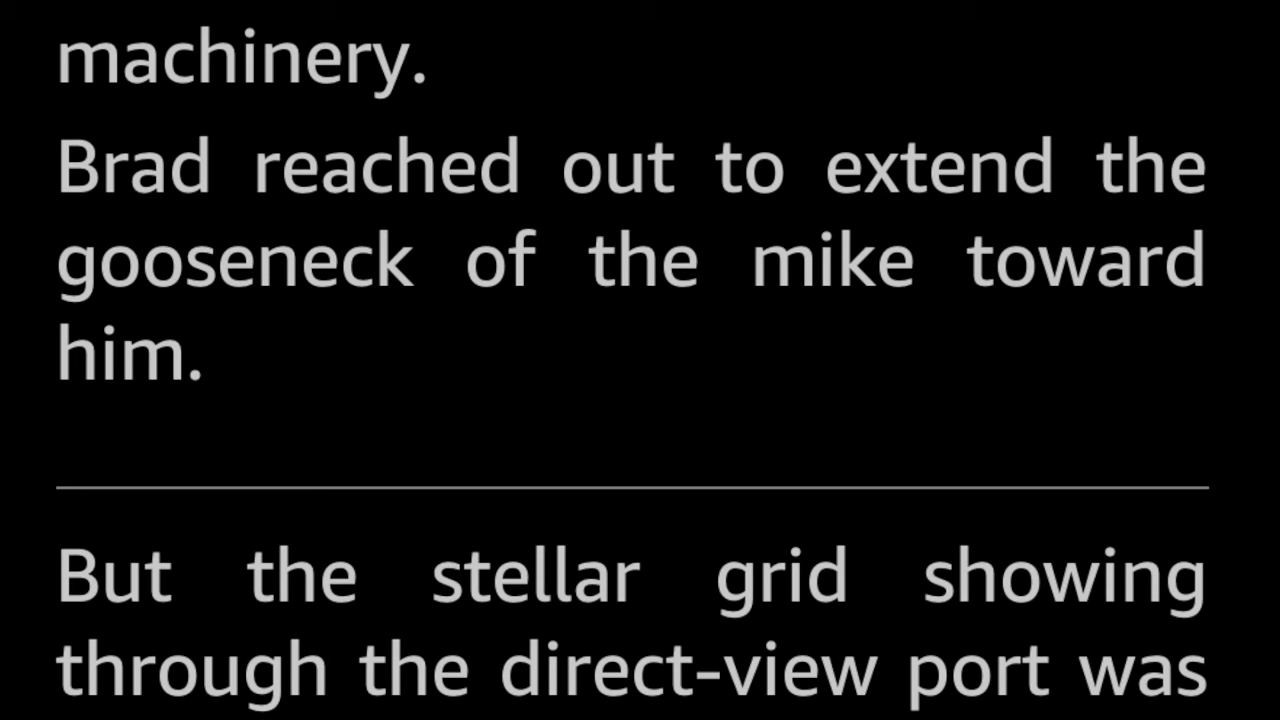 machinery.
Brad reached out to extend the
gooseneck of the mike toward
him.
But the stellar grid showing
through the direct-view port was